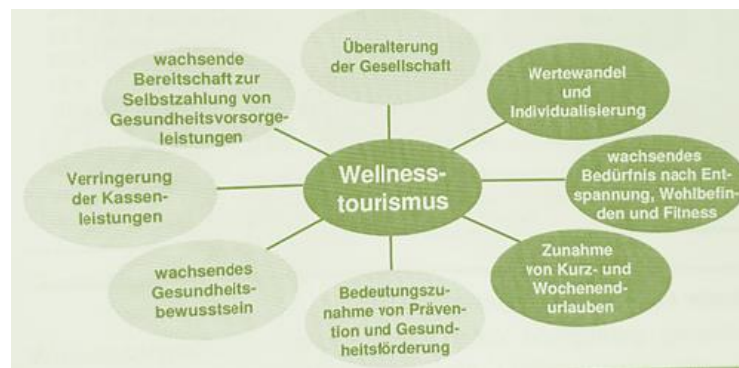 Überalterung
der Gesellschaft
wachsende
Bereitschaft zur
Selbstzahlung von
Gesundheitsvorsorge-
leistungen
Wertewandel
und
Individualisierung
Wellness-
tourismus
Verringerung
der Kassen-
leistungen
wachsendes
Bedürfnis nach Ent-
spannung, Wohlbefin-
den und Fitness
wachsendes
Gesundheits-
bewusstsein
Bedeutungszu-
nahme von Präven-
tion und Gesund-
heitsförderung
Zunahme
von Kurz- und
Wochenend-
urlauben